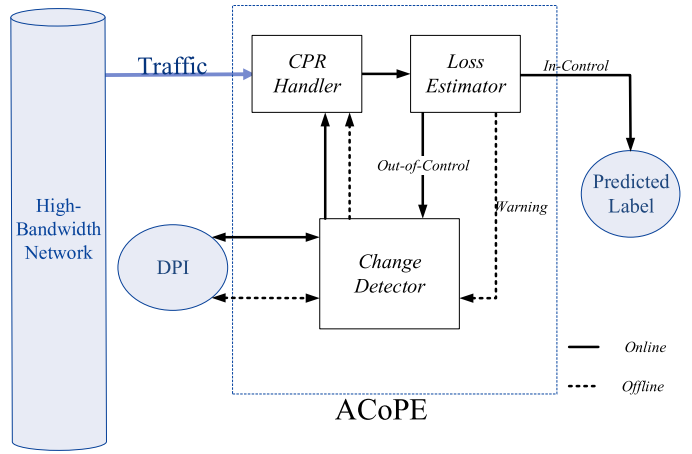 Traffic
CPR
Handler
Loss
Estimator
In-Control
Out-of-Control
Predicted
Label
High-
Bandwidth
Network
Warning
DPI
Change
Detector
Online
Offline
ACoPE